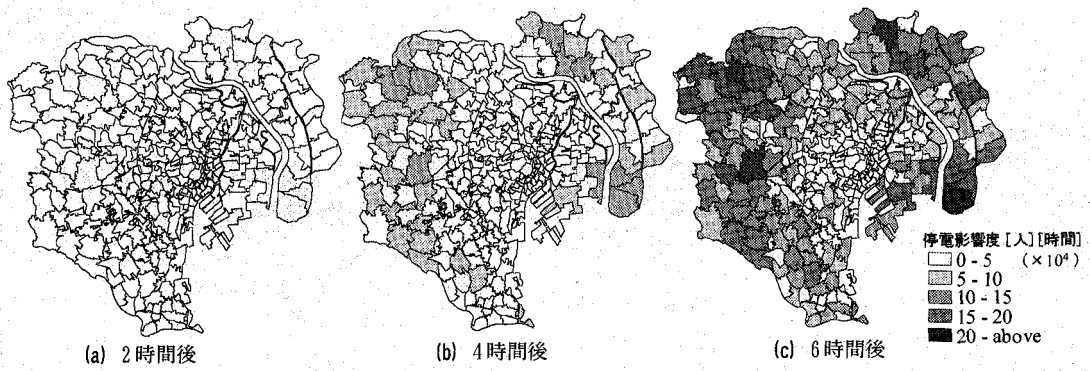 停電影響度 [人][時間]
0 - 5 (×10⁴)
5 - 10
10 - 15
15 - 20
20 - above
(a) 2時間後
(b) 4時間後
(c) 6時間後